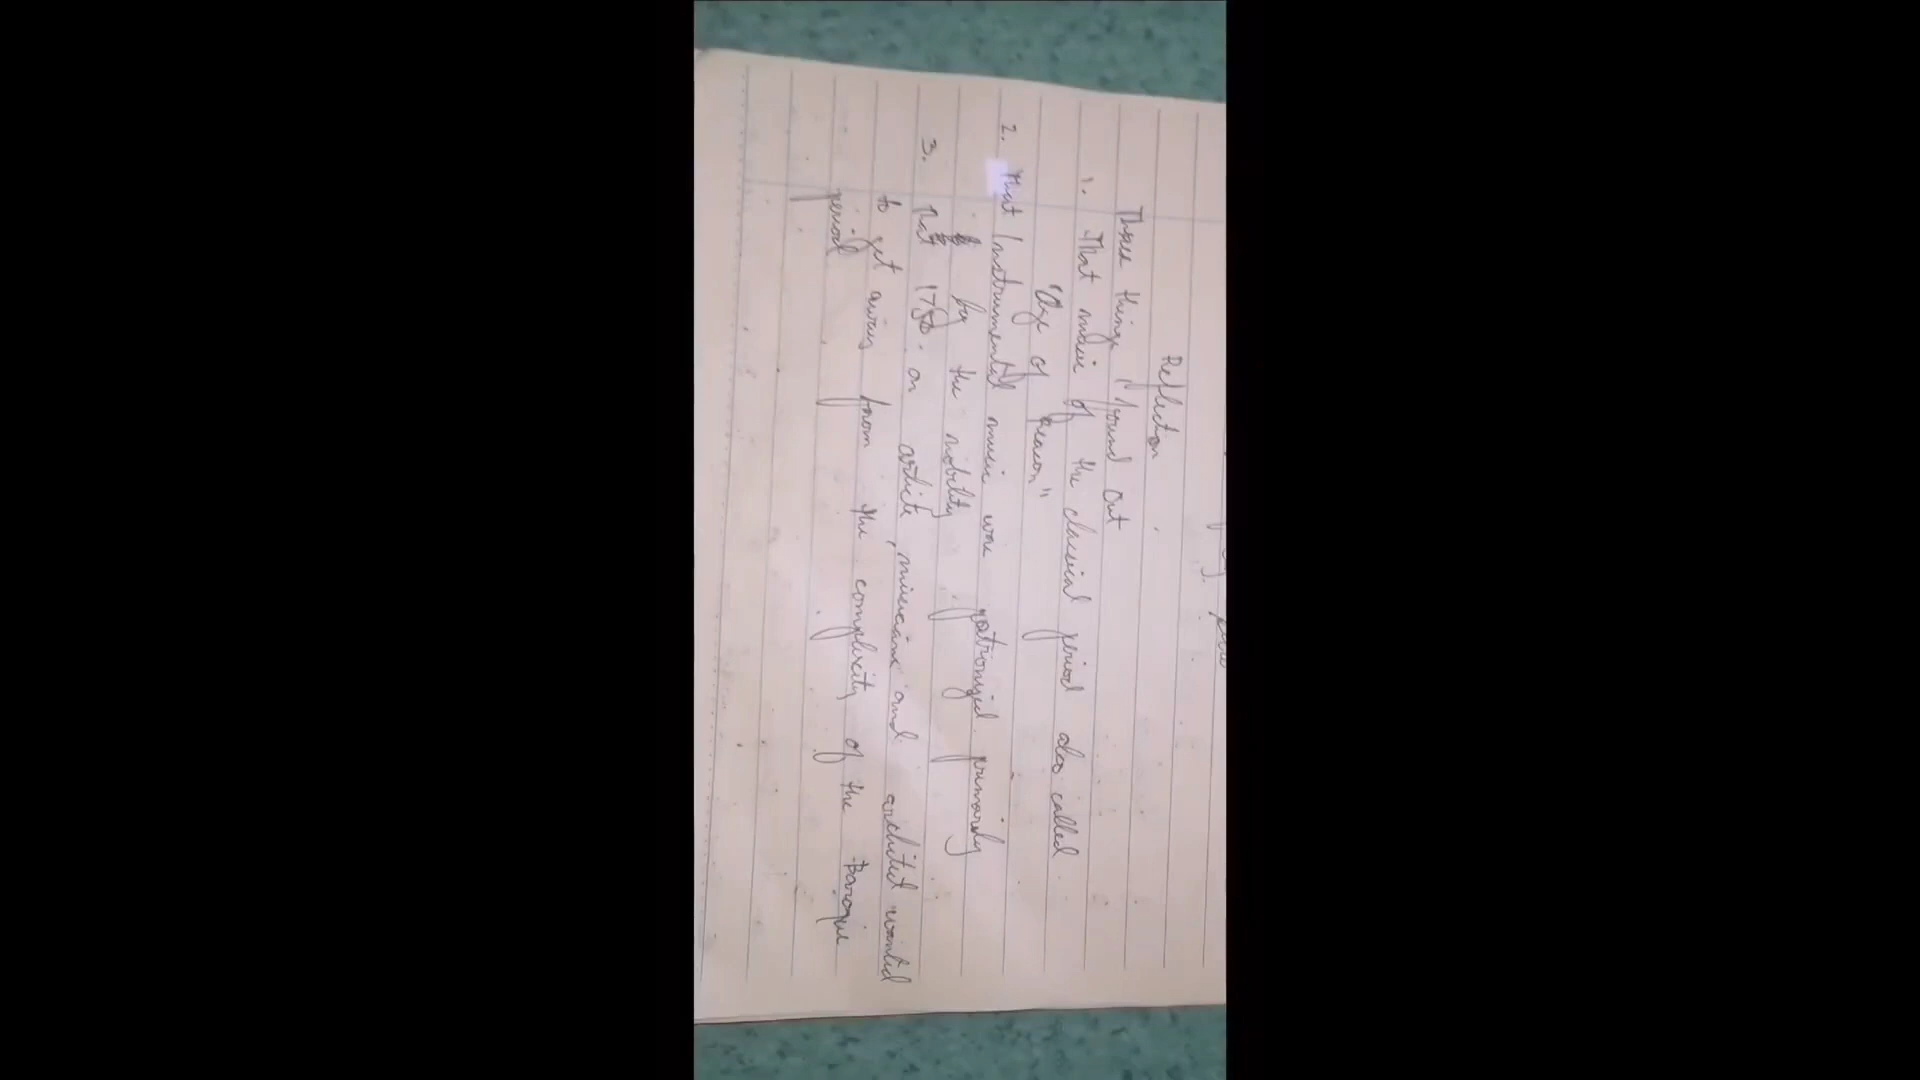 Reflection
Three things I found out
1. That music of the classical period also called
"Age of Reason"
2. That Instrumental music was patronized primarily
by the nobility
3. That 1750 on artists, musicians and architect wanted
to get away from the complexity of the Baroque
period